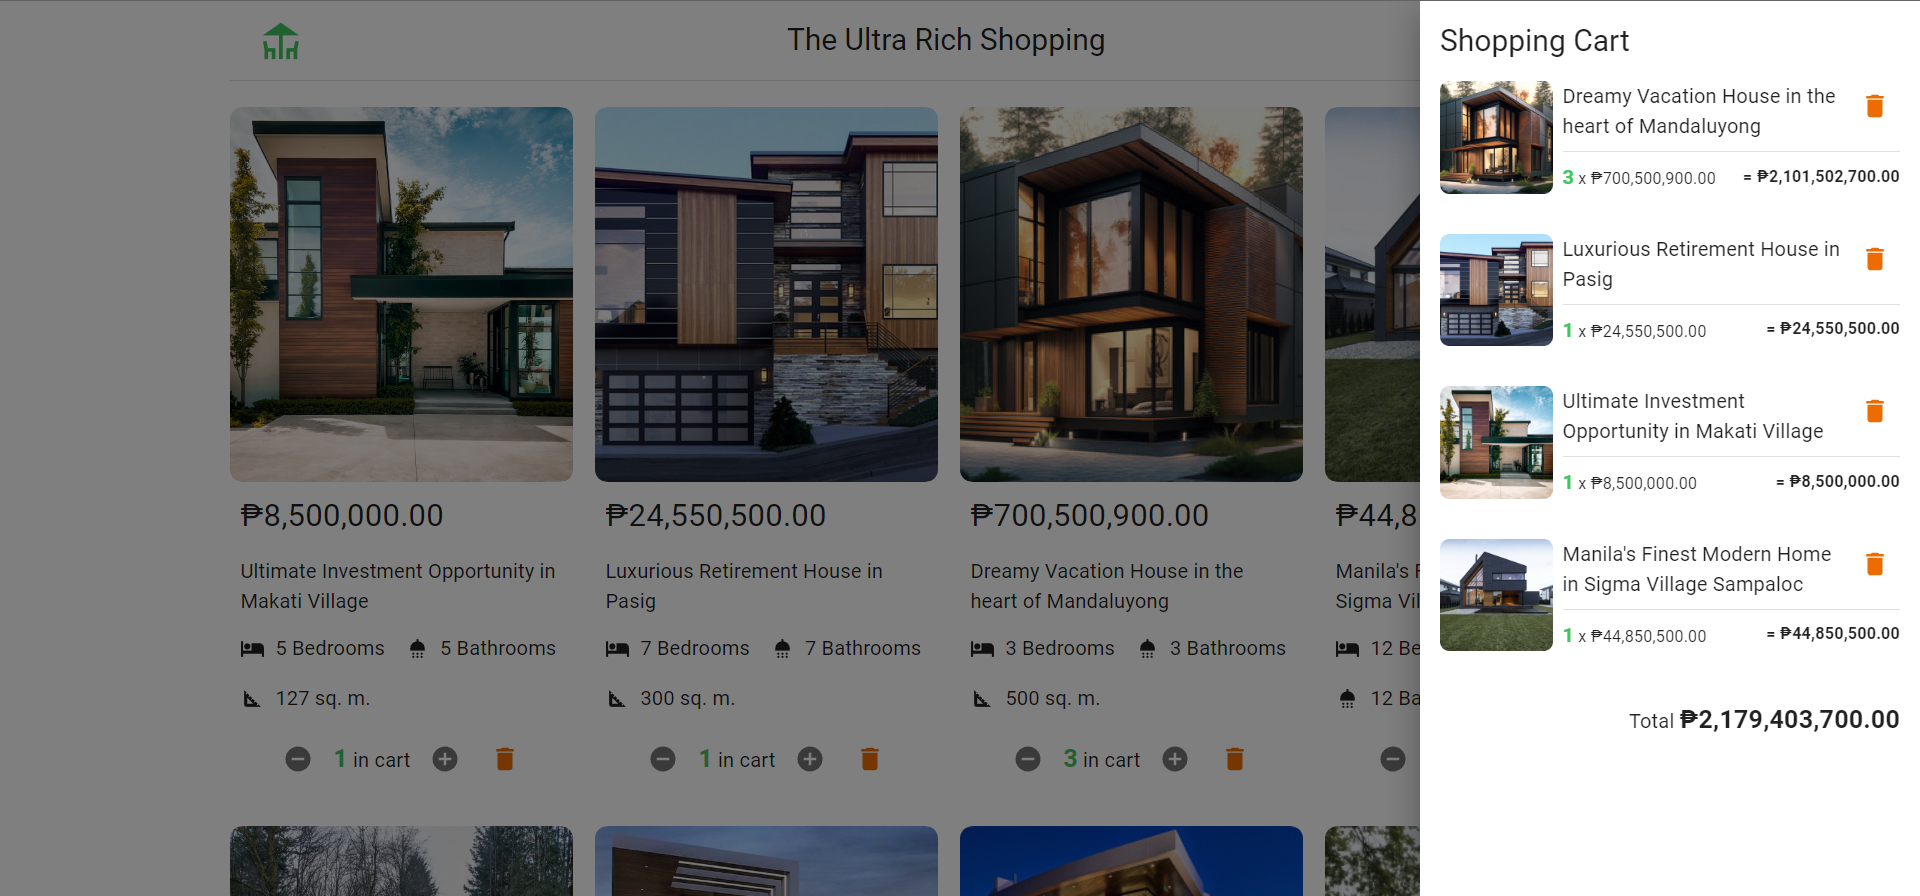 The Ultra Rich Shopping
₱8,500,000.00
Ultimate Investment Opportunity in
Makati Village
5 Bedrooms 5 Bathrooms
127 sq. m.
1 in cart
₱24,550,500.00
Luxurious Retirement House in
Pasig
7 Bedrooms 7 Bathrooms
300 sq. m.
1 in cart
₱700,500,900.00
Dreamy Vacation House in the
heart of Mandaluyong
3 Bedrooms 3 Bathrooms
500 sq. m.
3 in cart
₱44,8
Manila's F
Sigma Vil
12 Be
12 Ba
Shopping Cart
Dreamy Vacation House in the
heart of Mandaluyong
3 x ₱700,500,900.00 = ₱2,101,502,700.00
Luxurious Retirement House in
Pasig
1 x ₱24,550,500.00 = ₱24,550,500.00
Ultimate Investment
Opportunity in Makati Village
1 x ₱8,500,000.00 = ₱8,500,000.00
Manila's Finest Modern Home
in Sigma Village Sampaloc
1 x ₱44,850,500.00 = ₱44,850,500.00
Total ₱2,179,403,700.00